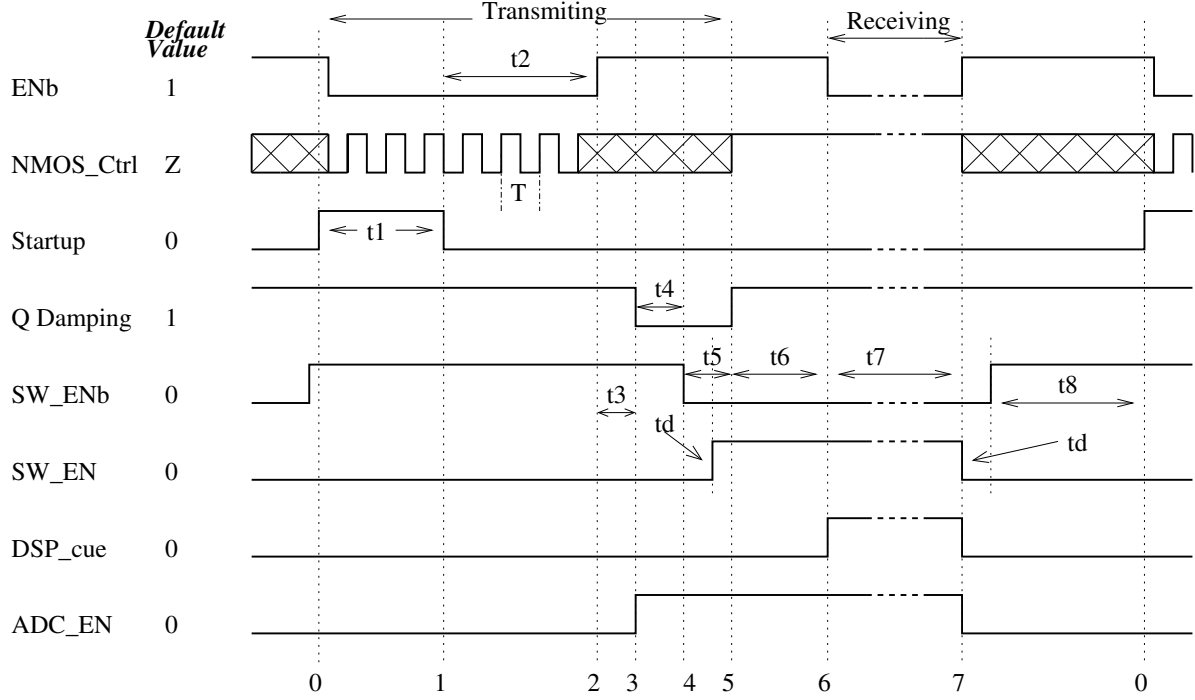 Transmiting
Receiving
Default
Value
t2
ENb 1
NMOS_Ctrl Z
T
Startup 0
t1
Q Damping 1
t4
t5 t6 t7
SW_ENb 0
t3 t8
td
td
SW_EN 0
DSP_cue 0
ADC_EN 0
0 1 2 3 4 5 6 7 0